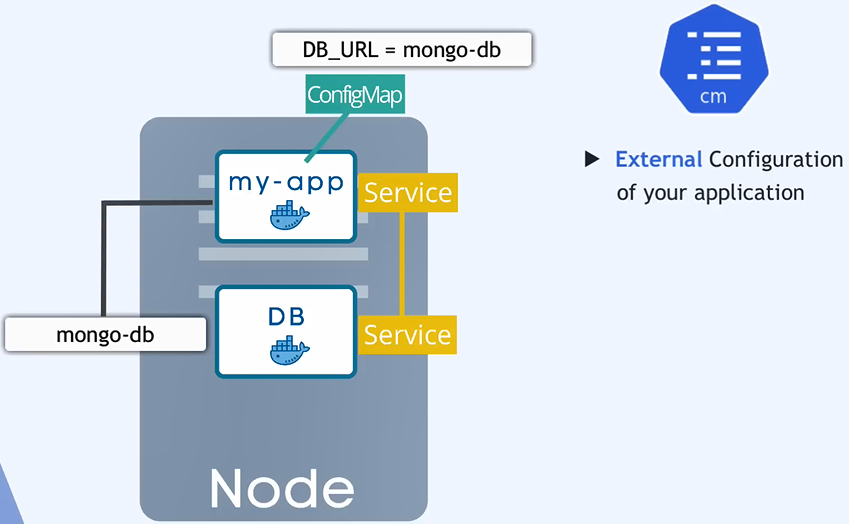 DB_URL = mongo-db
ConfigMap
cm
External Configuration
of your application
my-app
Service
DB
Service
mongo-db
Node